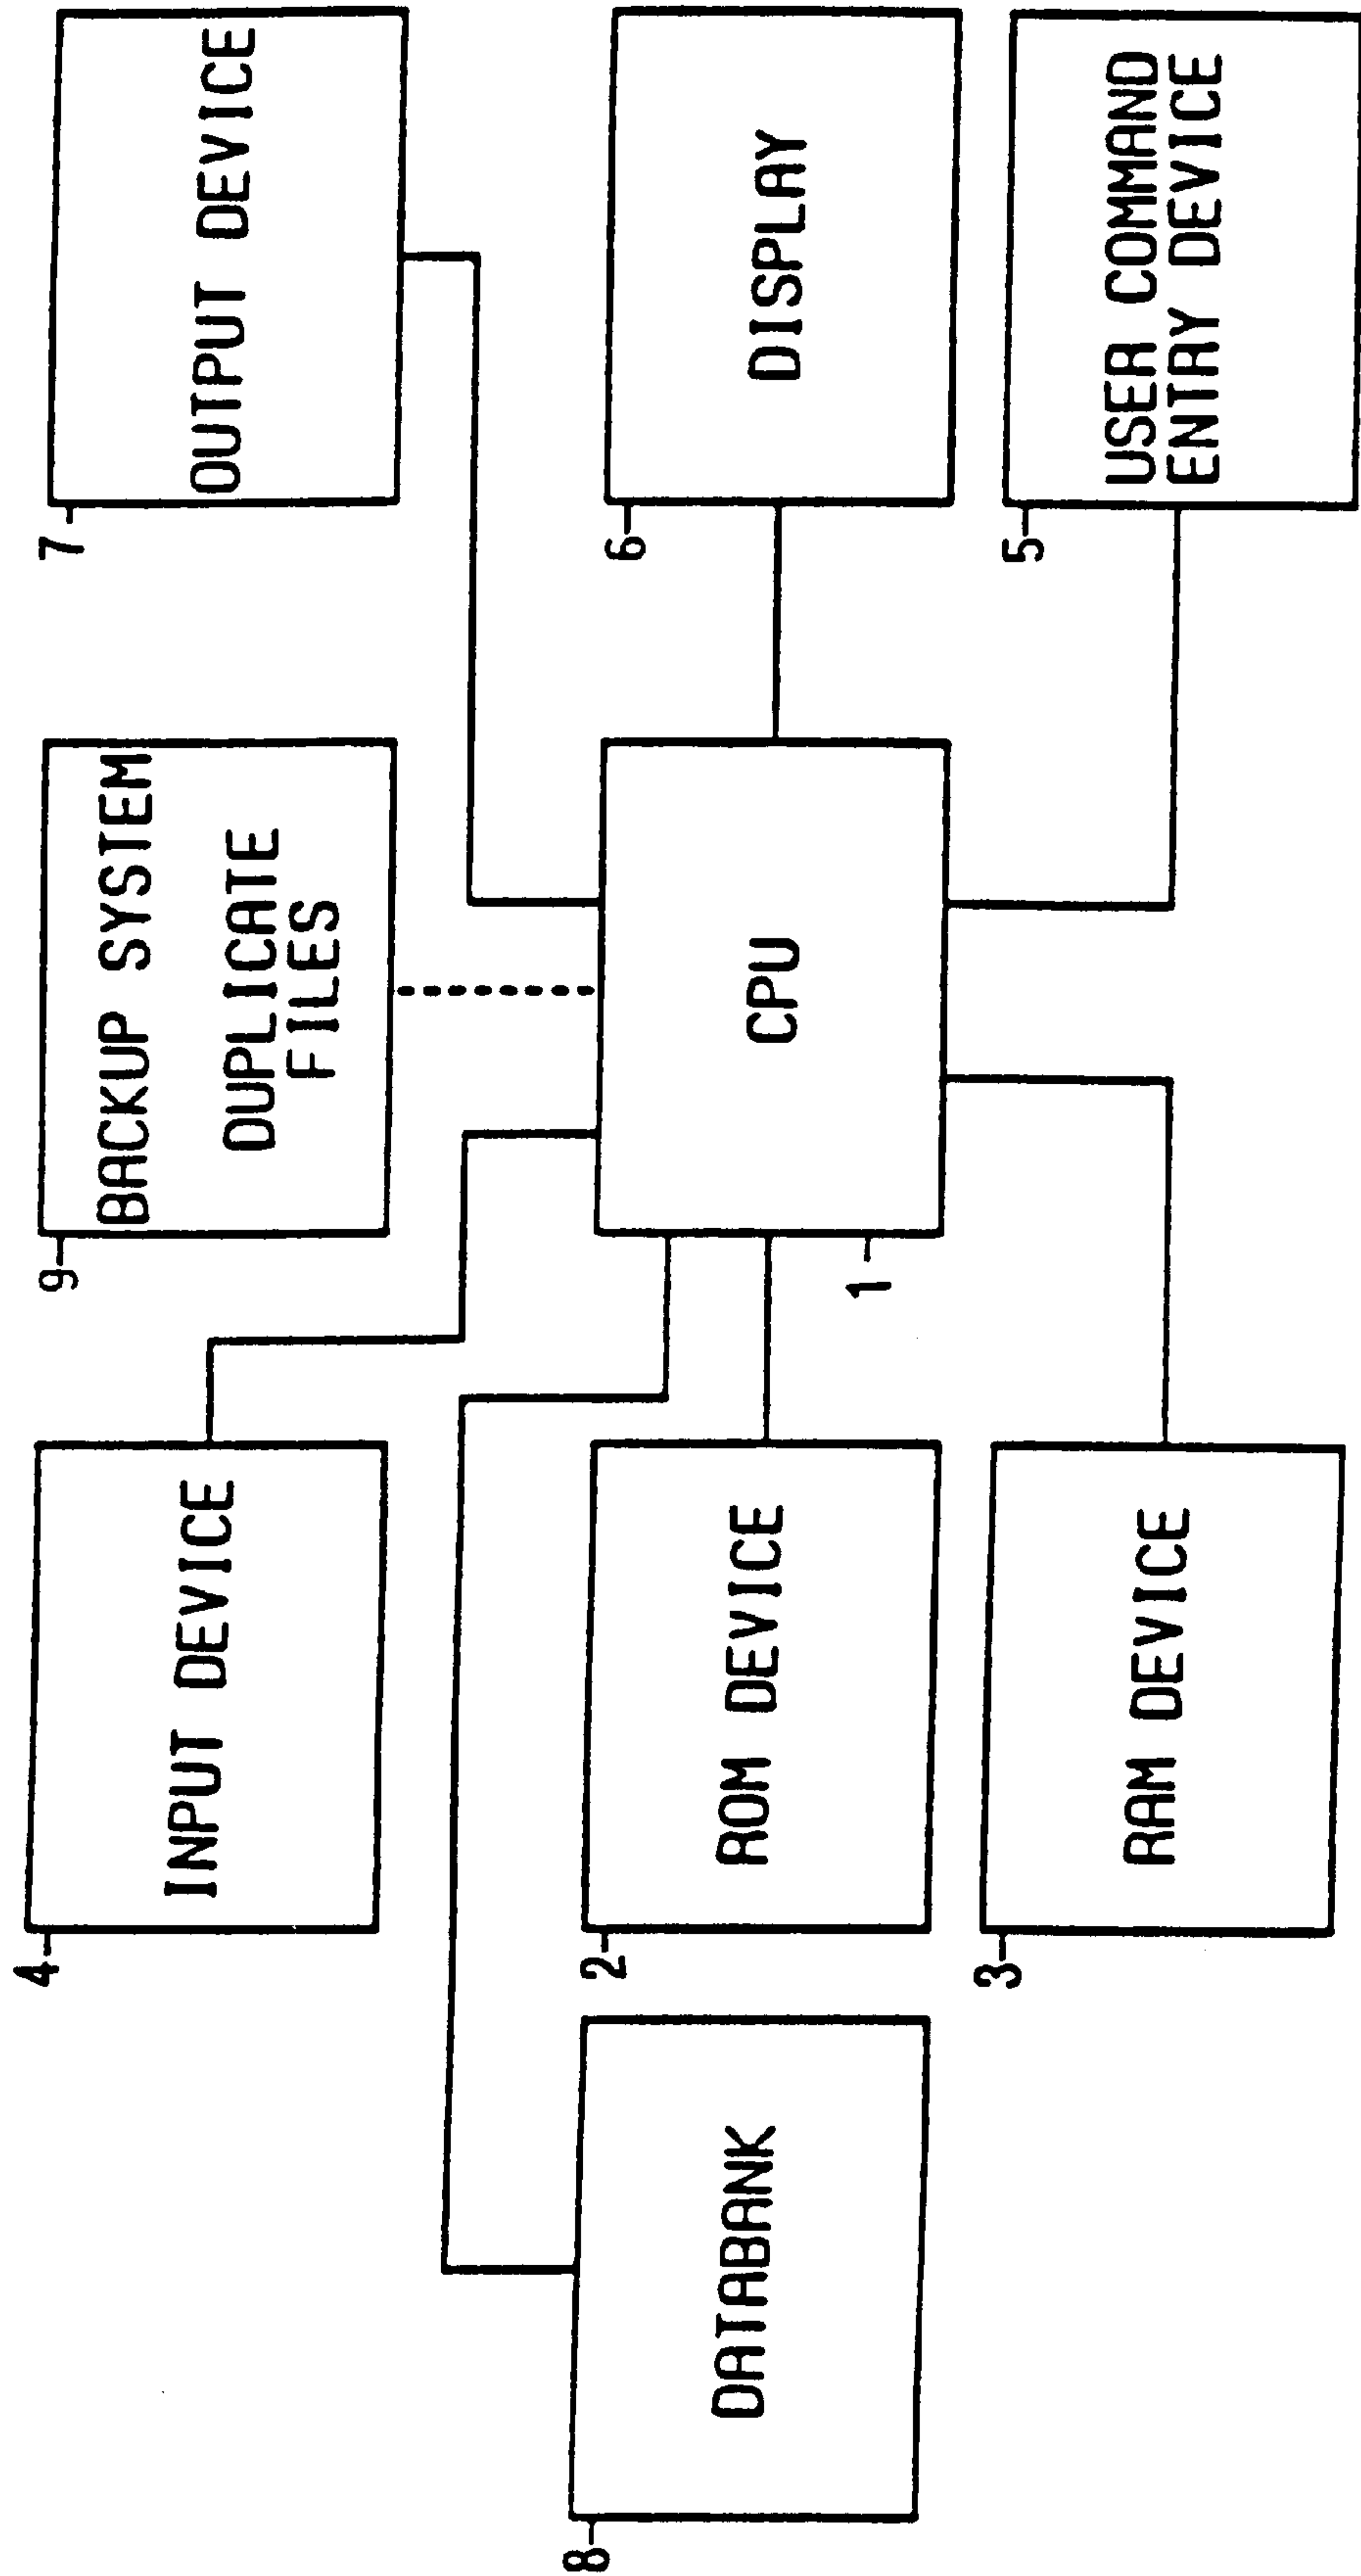 4
INPUT DEVICE
9
BACKUP SYSTEM
DUPLICATE
FILES
7
OUTPUT DEVICE
8
DATABANK
2
ROM DEVICE
CPU
1
6
DISPLAY
3
RAM DEVICE
5
USER COMMAND
ENTRY DEVICE